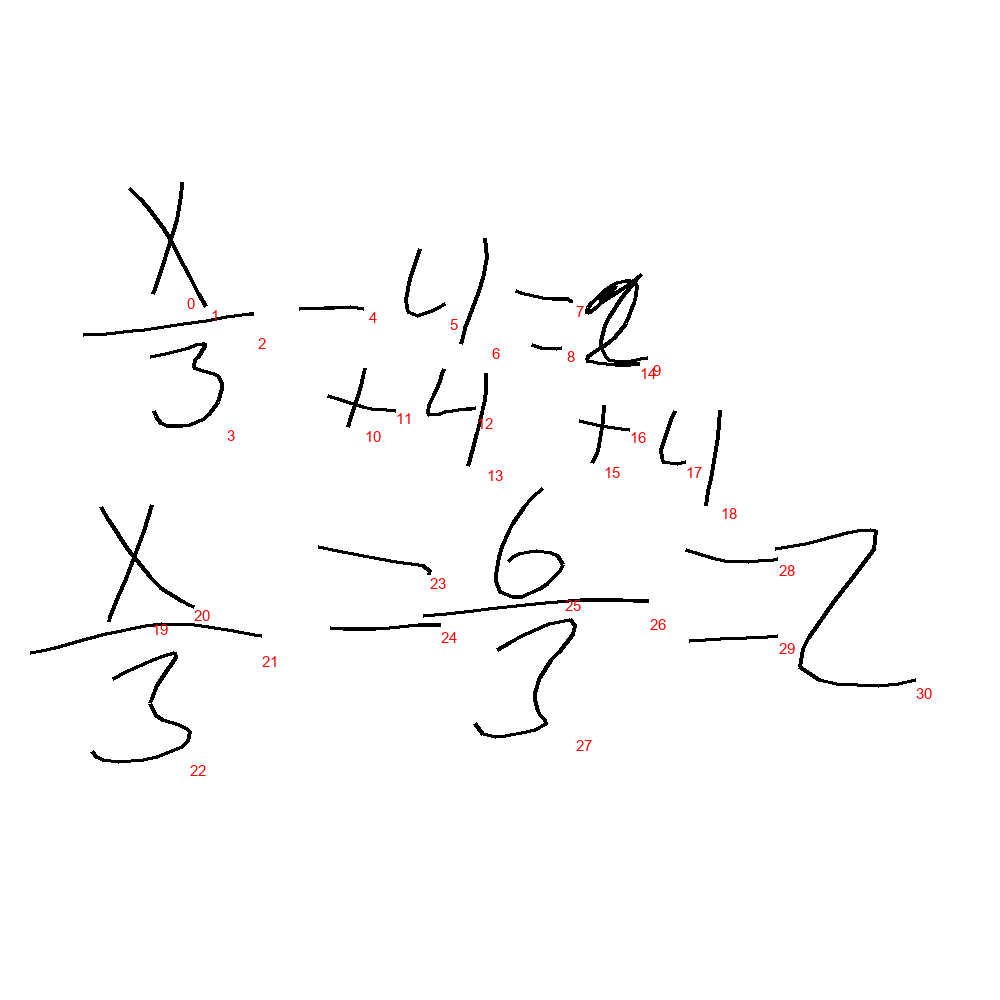 x/3 - 4 = 2
+ 4 + 4
x/3 = 6/3 = 2